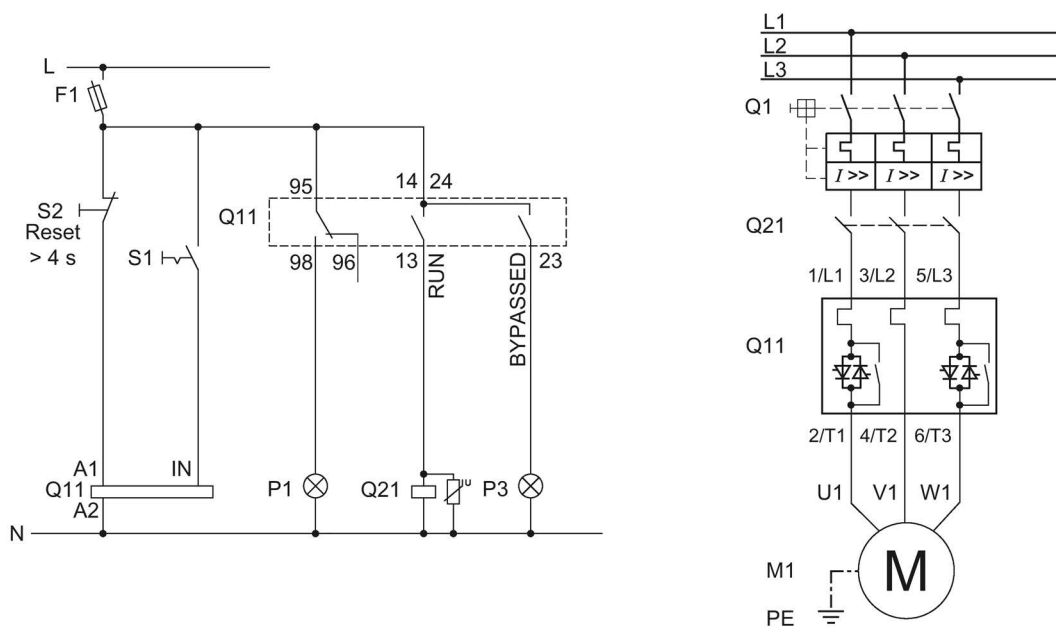 L
F1
S2
Reset
> 4 s
S1
Q11
95
14
24
98
96
13
23
RUN
BYPASSED
A1
IN
Q11
A2
P1
Q21
U
P3
N
L1
L2
L3
Q1
I >>
I >>
I >>
Q21
1/L1
3/L2
5/L3
Q11
2/T1
4/T2
6/T3
U1
V1
W1
M1
M
PE